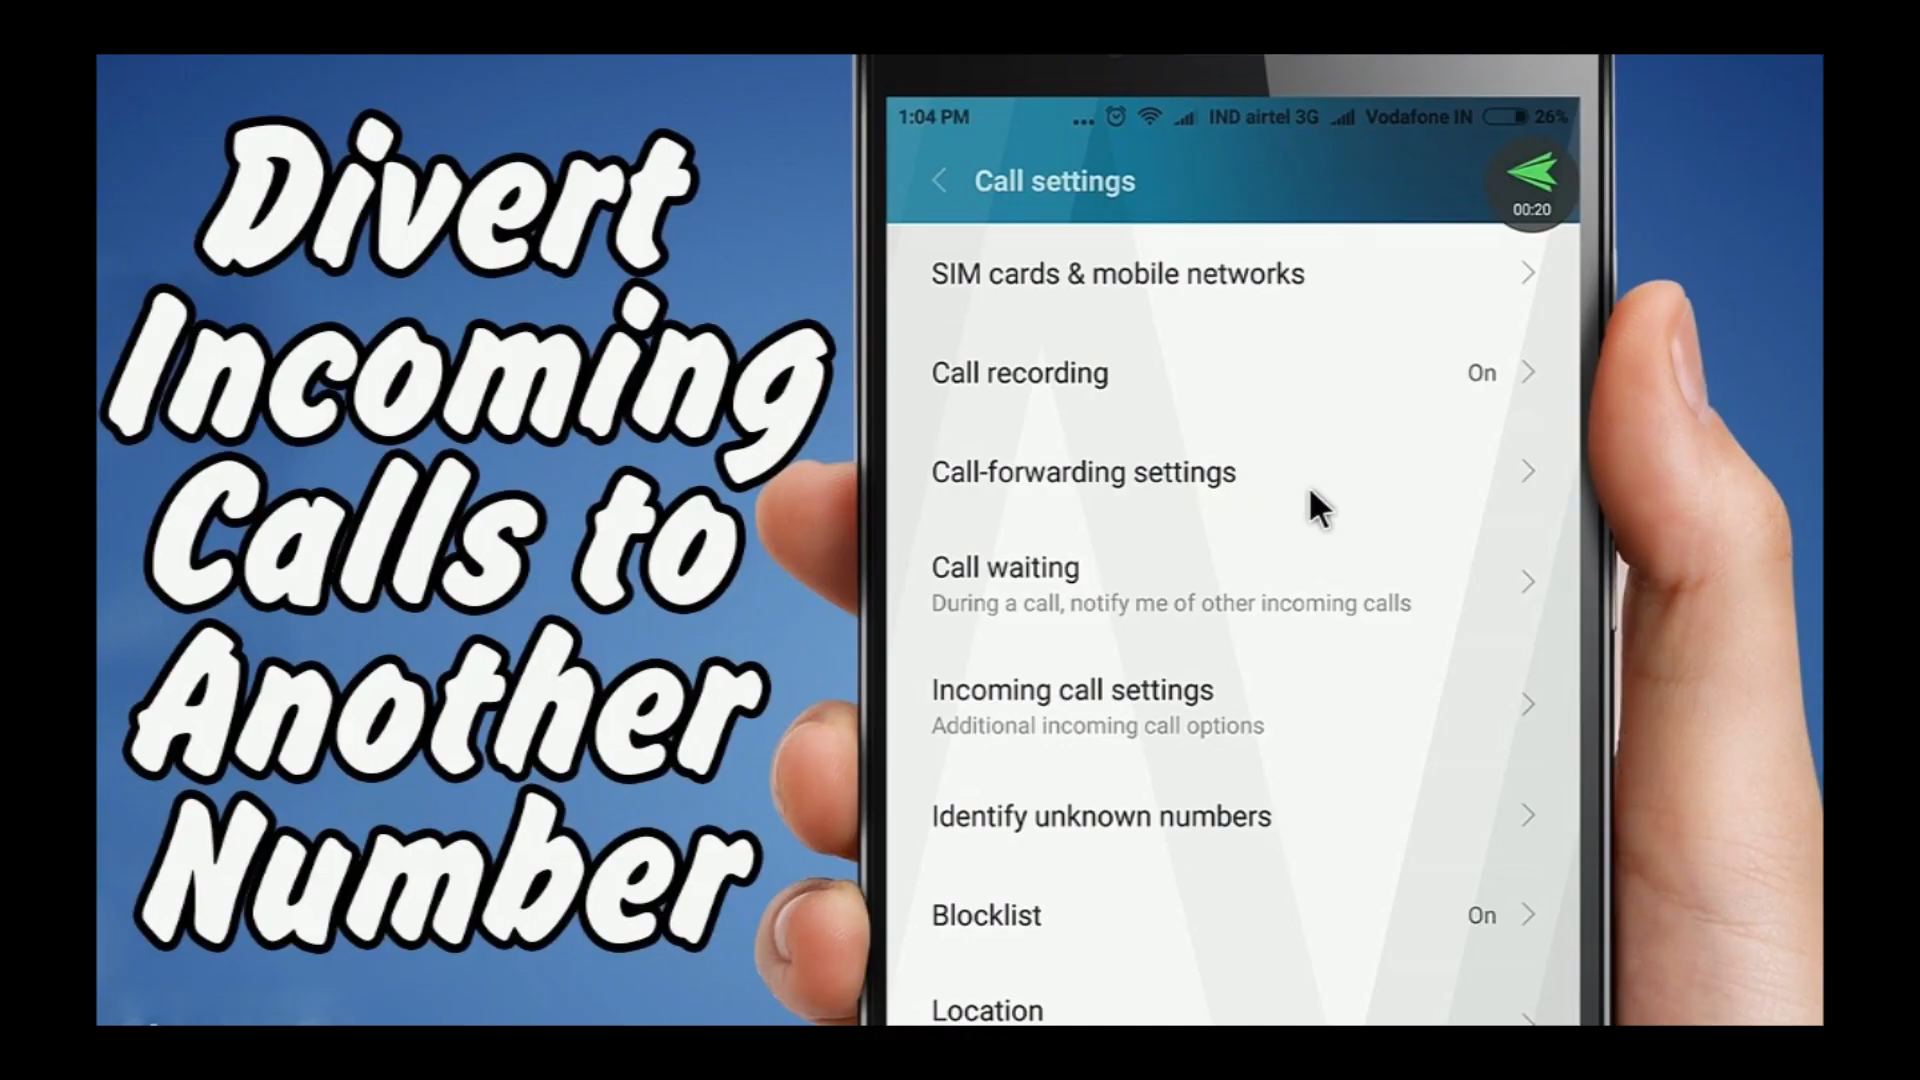 Divert
Incoming
Calls to
Another
Number
1:04 PM ... IND airtel 3G Vodafone IN 26%
Call settings
00:20
SIM cards & mobile networks
Call recording On
Call-forwarding settings
Call waiting
During a call, notify me of other incoming calls
Incoming call settings
Additional incoming call options
Identify unknown numbers
Blocklist On
Location